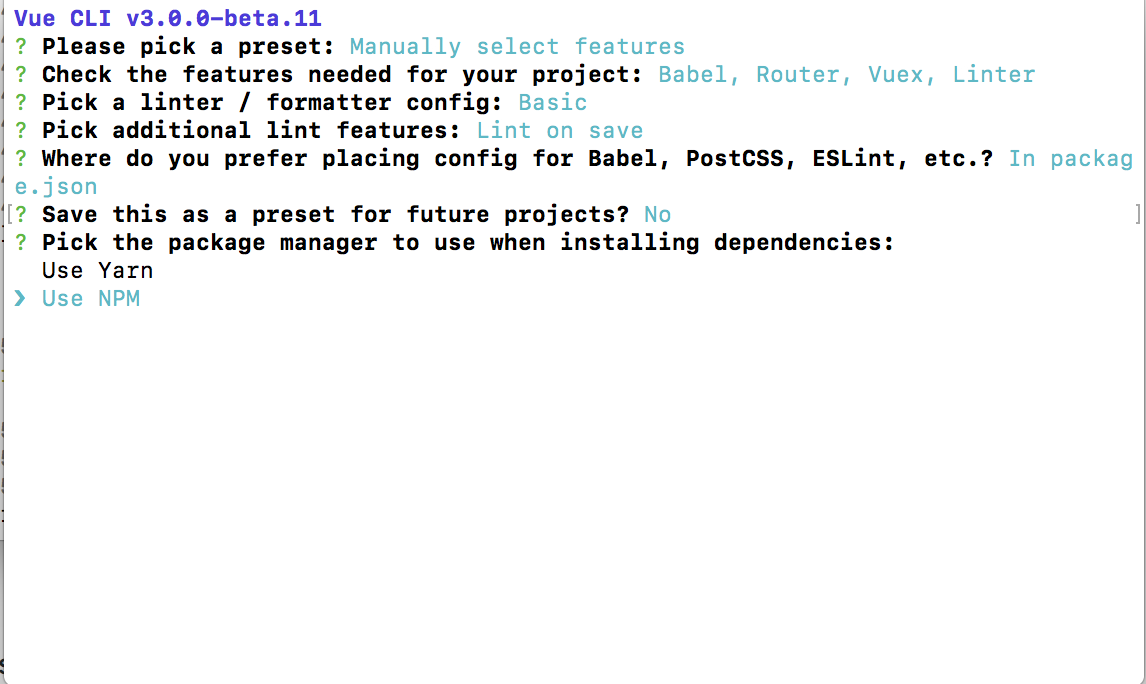 Vue CLI v3.0.0-beta.11
? Please pick a preset: Manually select features
? Check the features needed for your project: Babel, Router, Vuex, Linter
? Pick a linter / formatter config: Basic
? Pick additional lint features: Lint on save
? Where do you prefer placing config for Babel, PostCSS, ESLint, etc.? In packag
e.json
[? Save this as a preset for future projects? No ]
? Pick the package manager to use when installing dependencies:
Use Yarn
❯ Use NPM